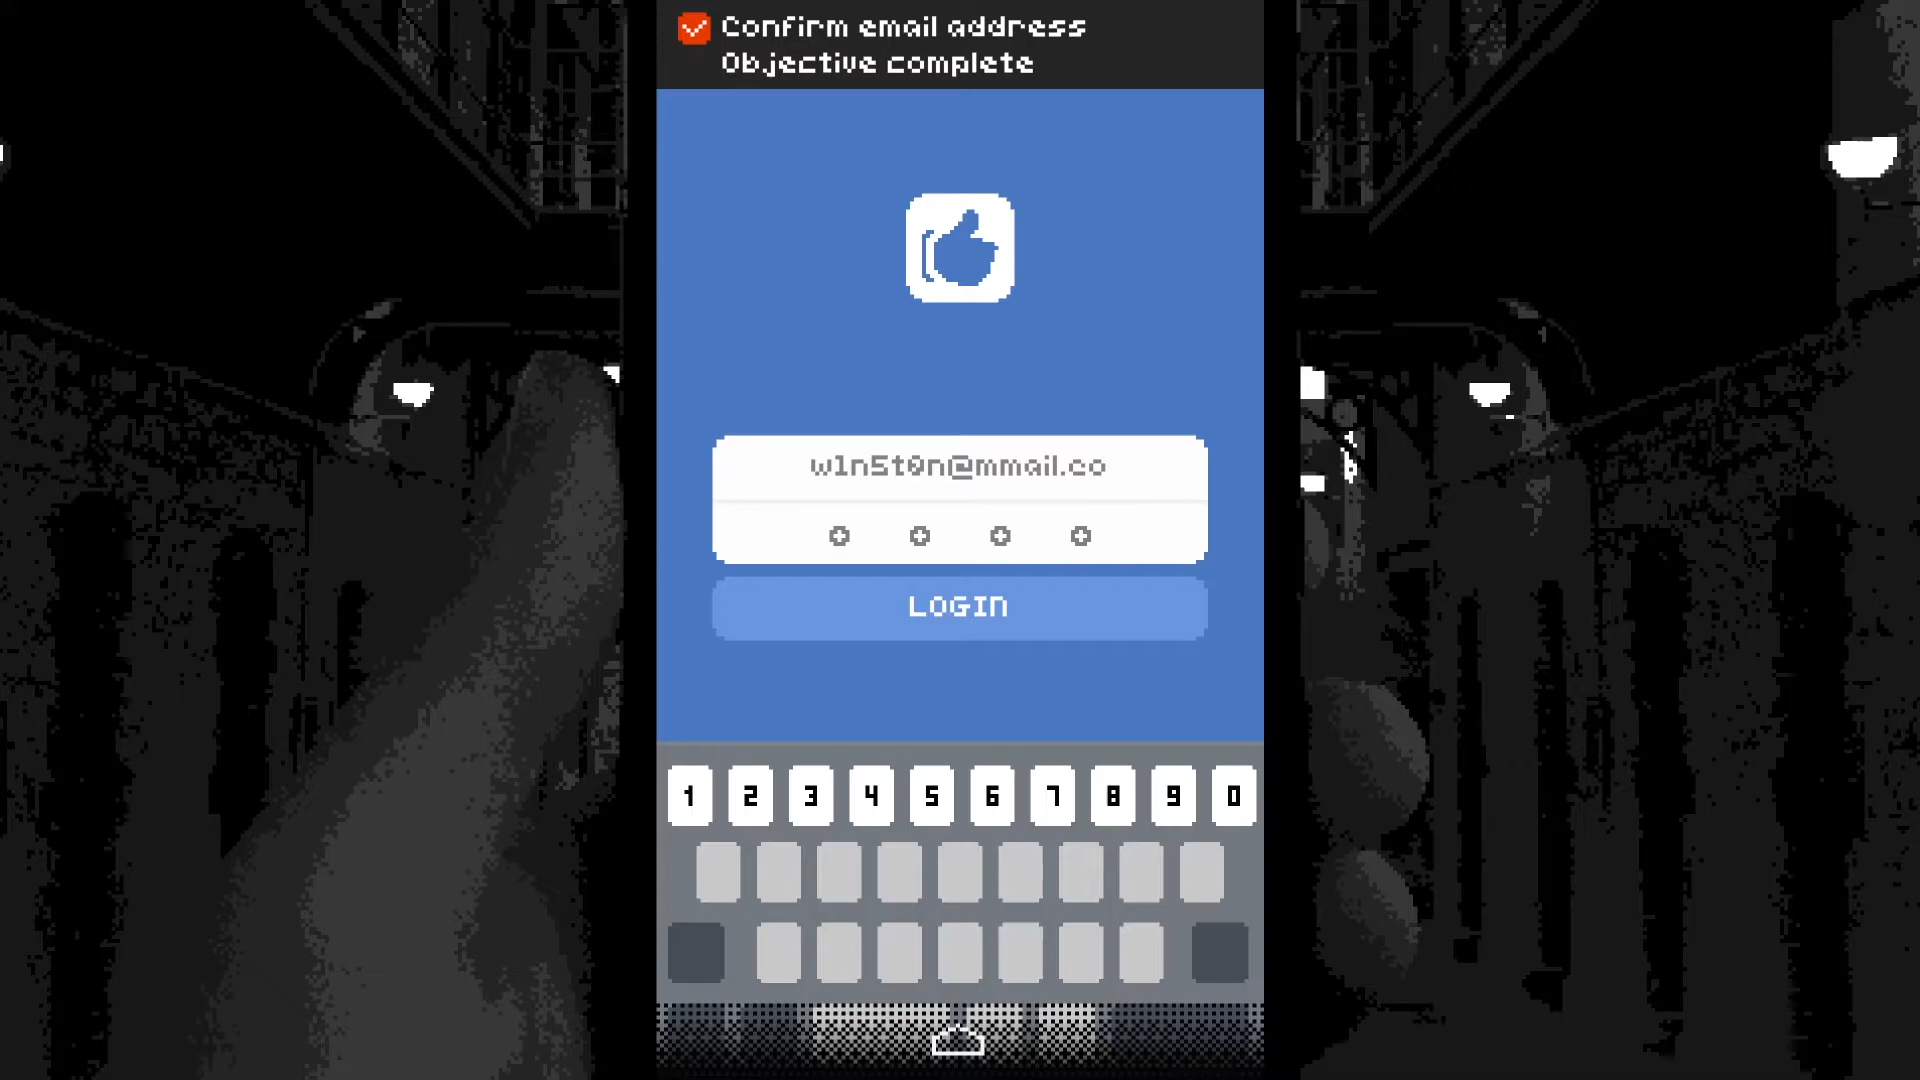 Confirm email address
Objective complete
w1n5t0n@mmail.co
LOGIN
1 2 3 4 5 6 7 8 9 0